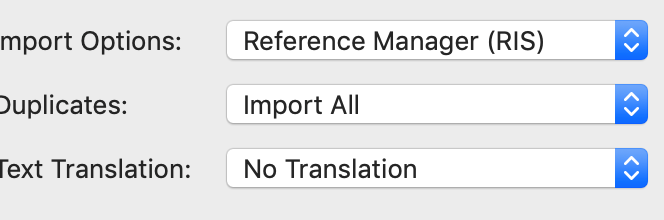 mport Options: Reference Manager (RIS)
Duplicates: Import All
Text Translation: No Translation